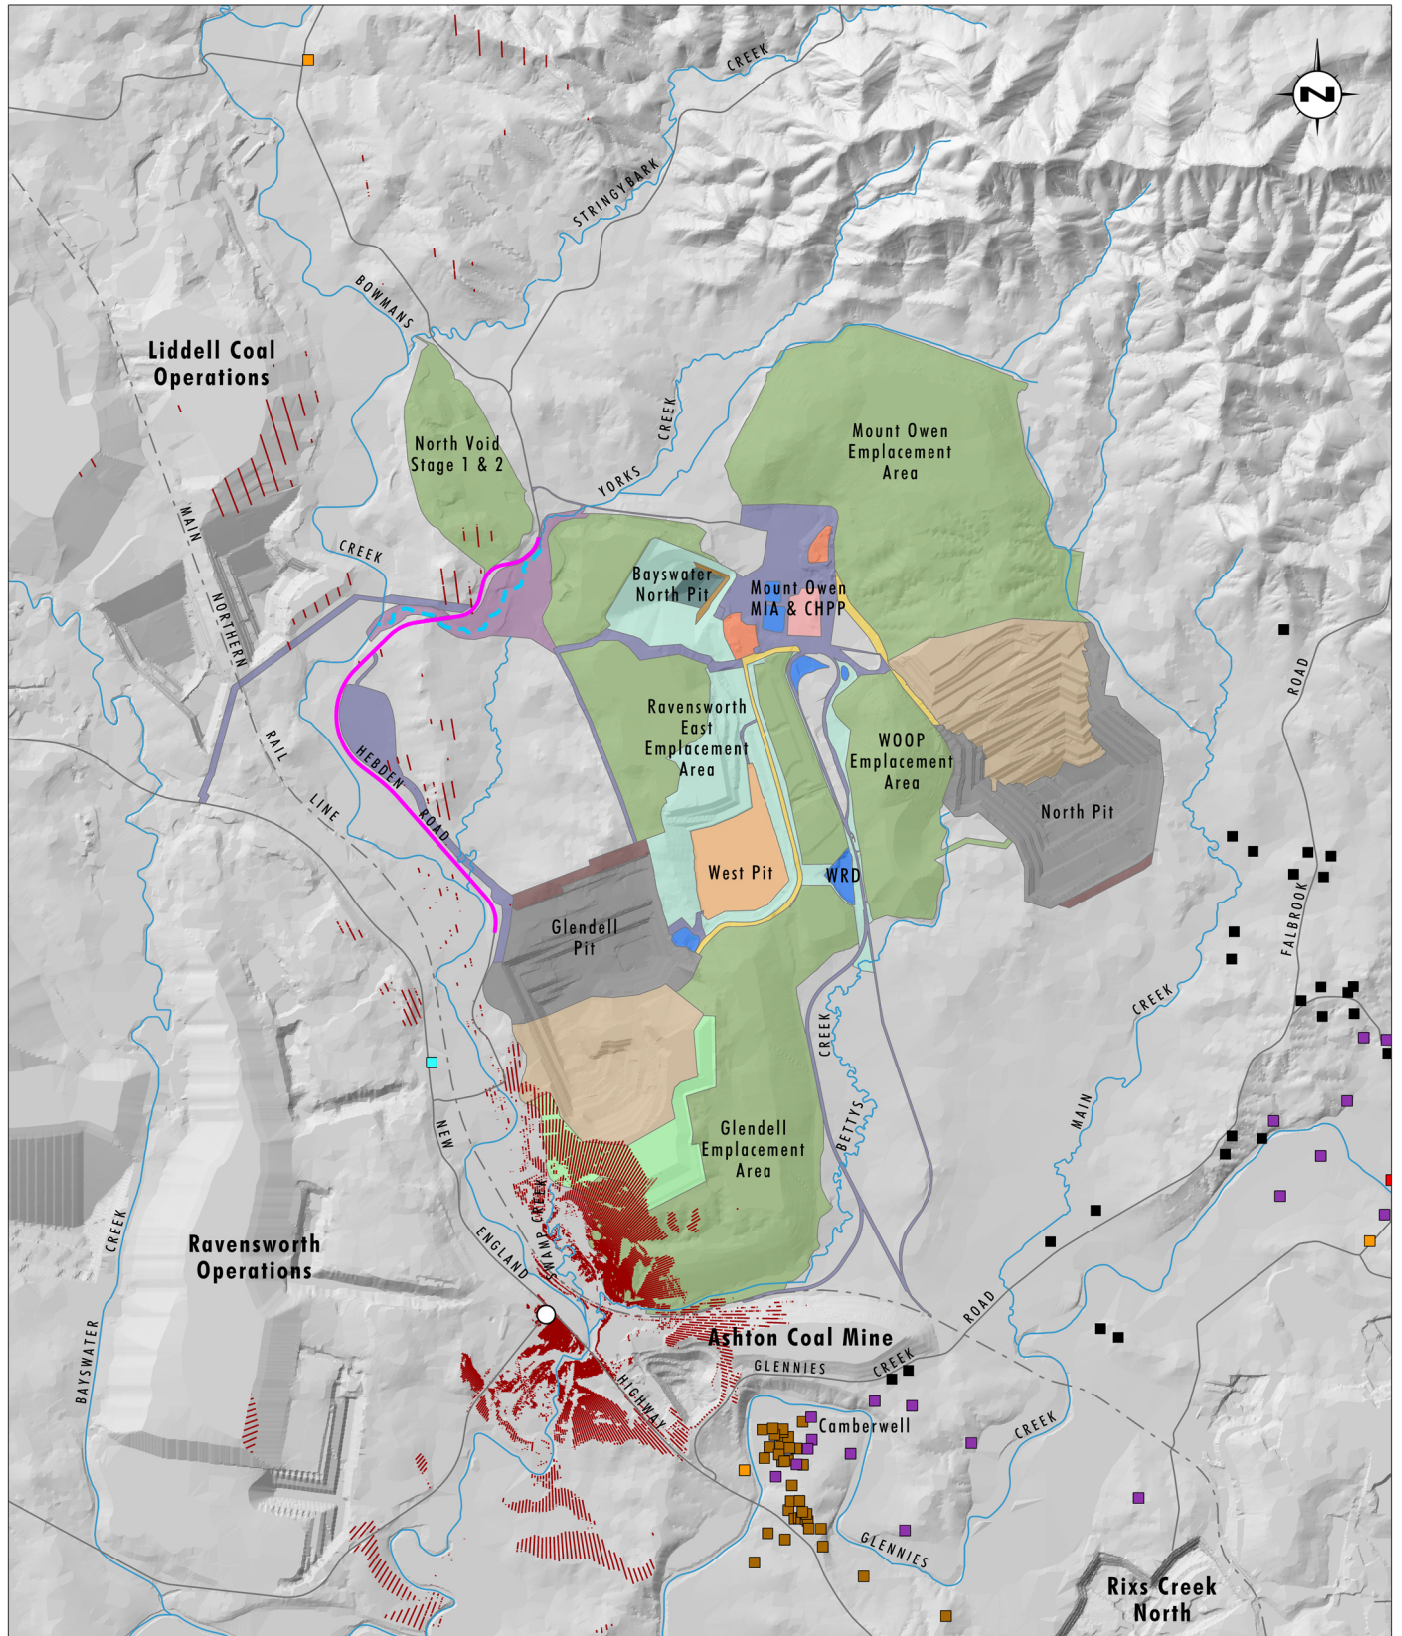 N
CREEK
STRINGYBARK
BOWMANS
Liddell Coal
Operations
CREEK
Mount Owen
Emplacement
Area
North Void
Stage 1 & 2
YORKS
MAIN
CREEK
Bayswater
North Pit
Mount Owen
MIA & CHPP
NORTHERN
ROAD
Ravensworth
East
Emplacement
Area
WOOP
Emplacement
Area
RAIL
HEBDEN
LINE
ROAD
North Pit
West Pit
WRD
FALBROOK
Glendell
Pit
CREEK
CREEK
MAIN
NEW
BETTYS
Glendell
Emplacement
Area
CREEK
SWAMP CREEK
Ravensworth
Operations
ENGLAND
ROAD
BAYSWATER
Ashton Coal Mine
GLENNIES
CREEK
HIGHWAY
Camberwell
CREEK
GLENNIES
Rixs Creek
North